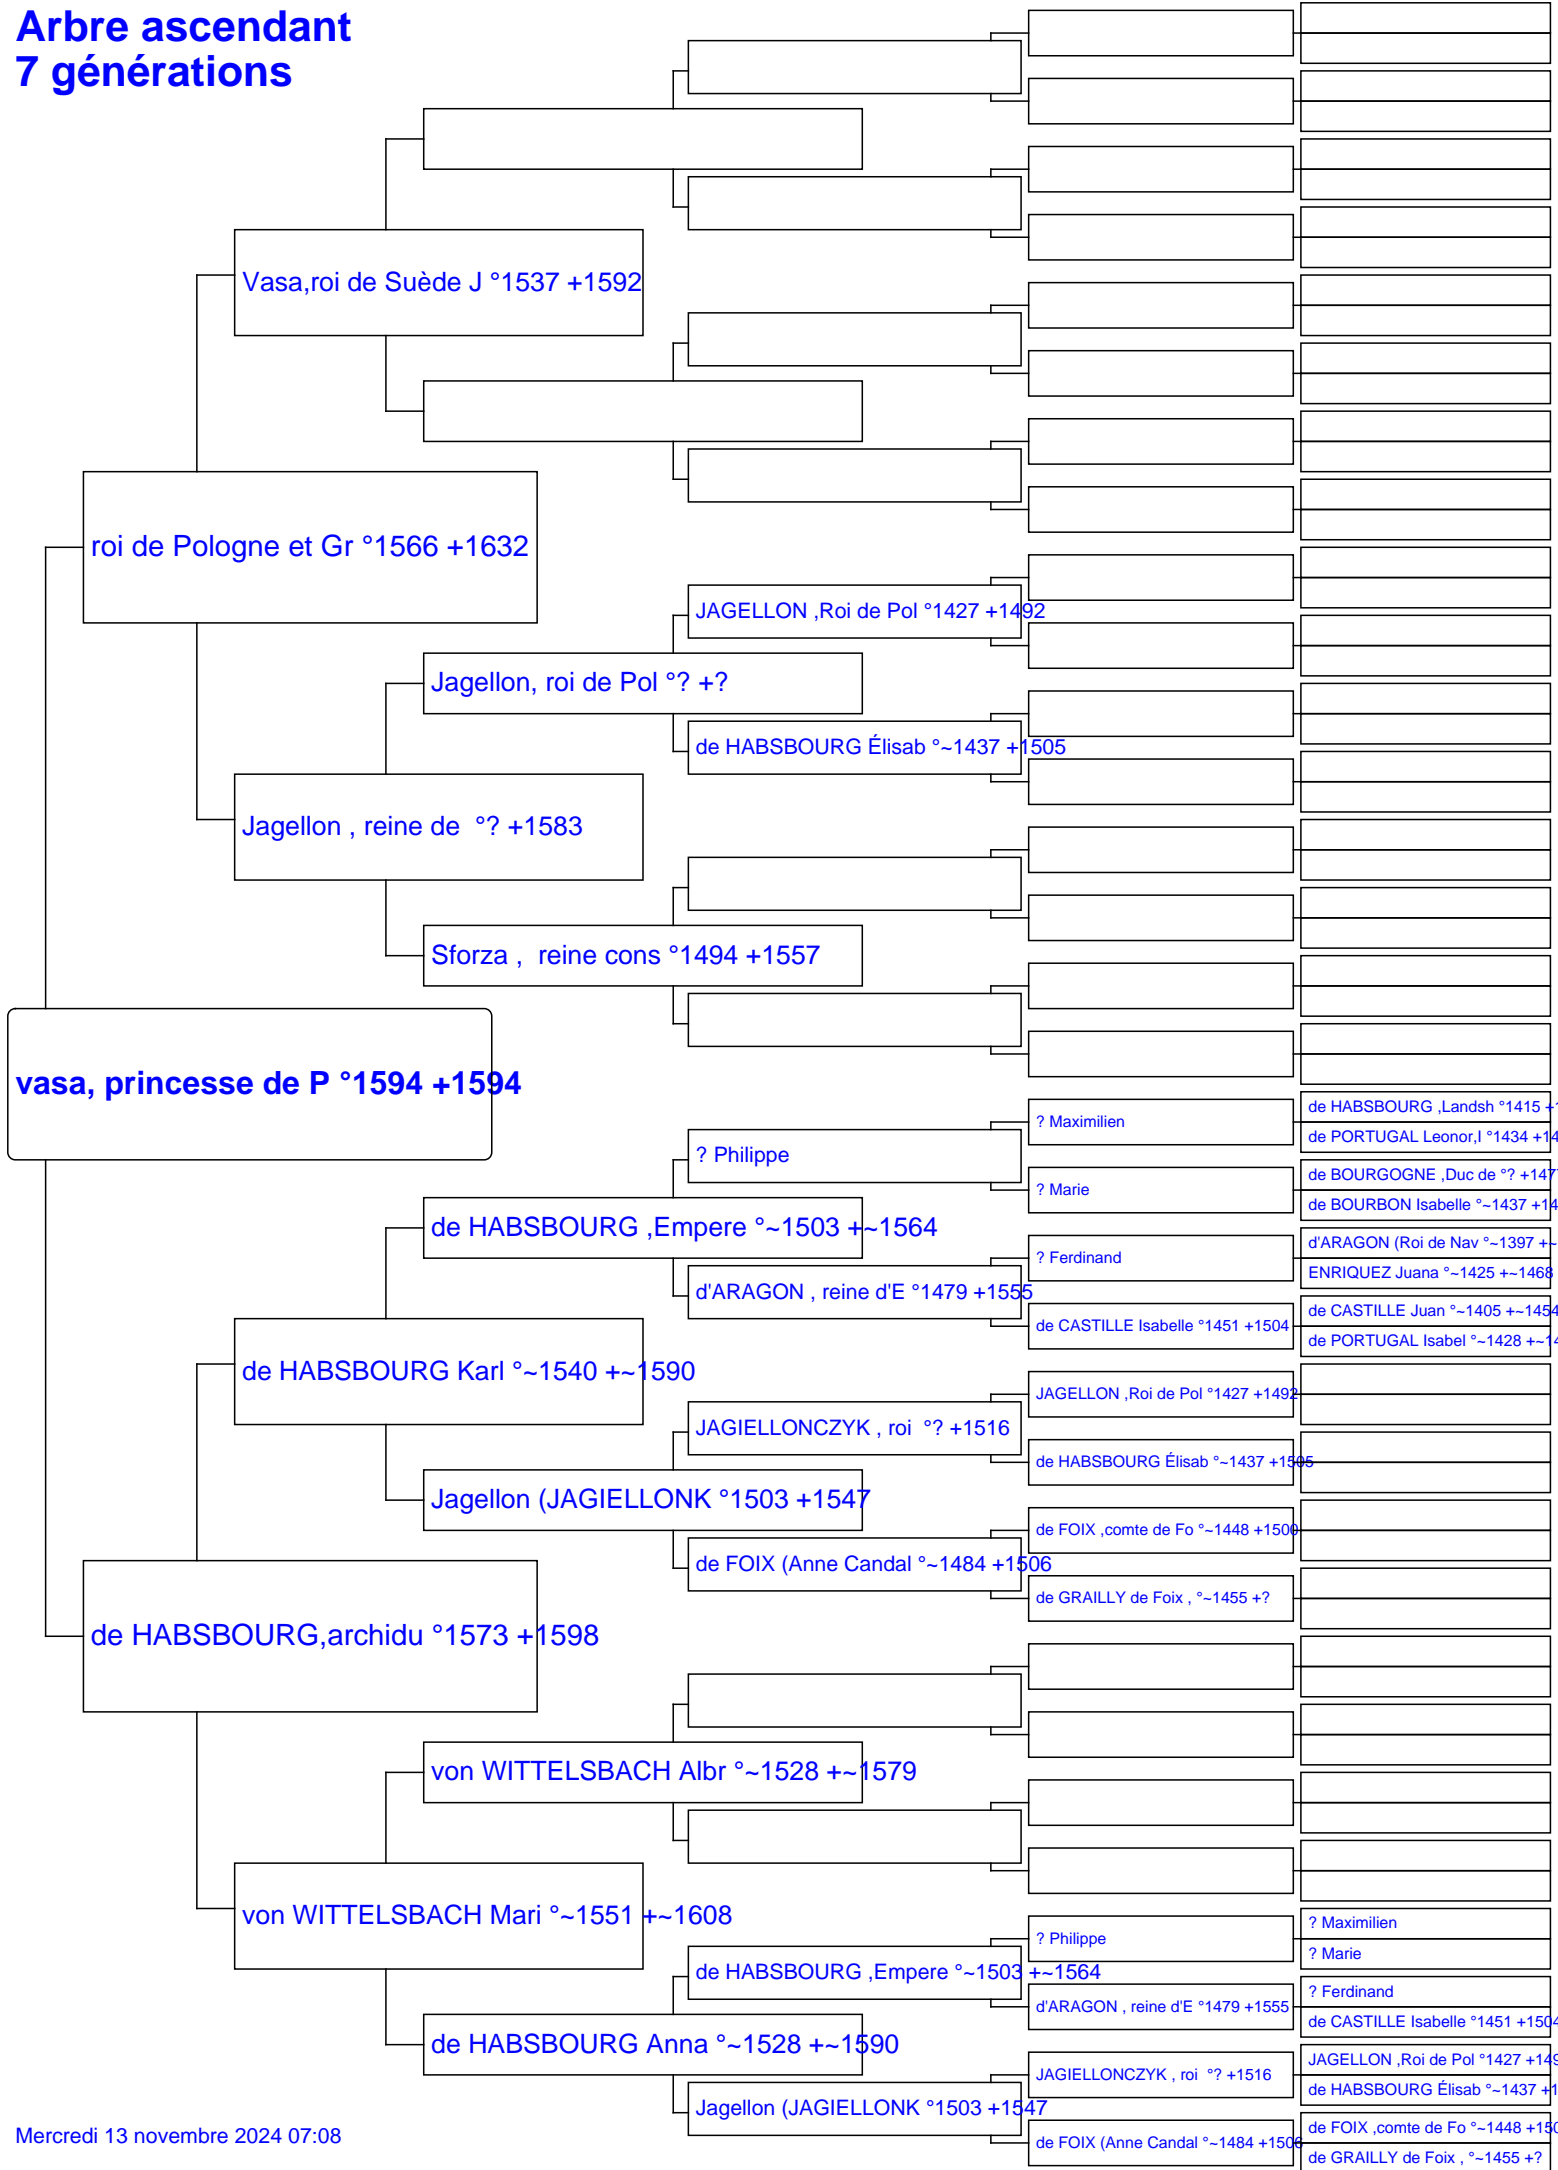 Arbre ascendant
7 générations
Vasa,roi de Suède J °1537 +1592
roi de Pologne et Gr °1566 +1632
JAGELLON ,Roi de Pol °1427 +1492
Jagellon, roi de Pol °? +?
de HABSBOURG Élisab °~1437 +1505
Jagellon , reine de  °? +1583
Sforza ,  reine cons °1494 +1557
vasa, princesse de P °1594 +1594
de HABSBOURG ,Landsh °1415 +1
? Maximilien
de PORTUGAL Leonor,I °1434 +14
? Philippe
de BOURGOGNE ,Duc de °? +1477
? Marie
de BOURBON Isabelle °~1437 +14
de HABSBOURG ,Empere °~1503 +~1564
d'ARAGON (Roi de Nav °~1397 +~
? Ferdinand
ENRIQUEZ Juana °~1425 +~1468
d'ARAGON , reine d'E °1479 +1555
de CASTILLE Juan °~1405 +~1454
de CASTILLE Isabelle °1451 +1504
de PORTUGAL Isabel °~1428 +~14
de HABSBOURG Karl °~1540 +~1590
JAGELLON ,Roi de Pol °1427 +1492
JAGIELLONCZYK , roi  °? +1516
de HABSBOURG Élisab °~1437 +1505
Jagellon (JAGIELLONK °1503 +1547
de FOIX ,comte de Fo °~1448 +1500
de FOIX (Anne Candal °~1484 +1506
de GRAILLY de Foix , °~1455 +?
de HABSBOURG,archidu °1573 +1598
von WITTELSBACH Albr °~1528 +~1579
von WITTELSBACH Mari °~1551 +~1608
? Maximilien
? Philippe
? Marie
de HABSBOURG ,Empere °~1503 +~1564
? Ferdinand
d'ARAGON , reine d'E °1479 +1555
de CASTILLE Isabelle °1451 +1504
de HABSBOURG Anna °~1528 +~1590
JAGELLON ,Roi de Pol °1427 +149
JAGIELLONCZYK , roi  °? +1516
de HABSBOURG Élisab °~1437 +1
Jagellon (JAGIELLONK °1503 +1547
de FOIX ,comte de Fo °~1448 +150
de FOIX (Anne Candal °~1484 +1506
de GRAILLY de Foix , °~1455 +?
Mercredi 13 novembre 2024 07:08